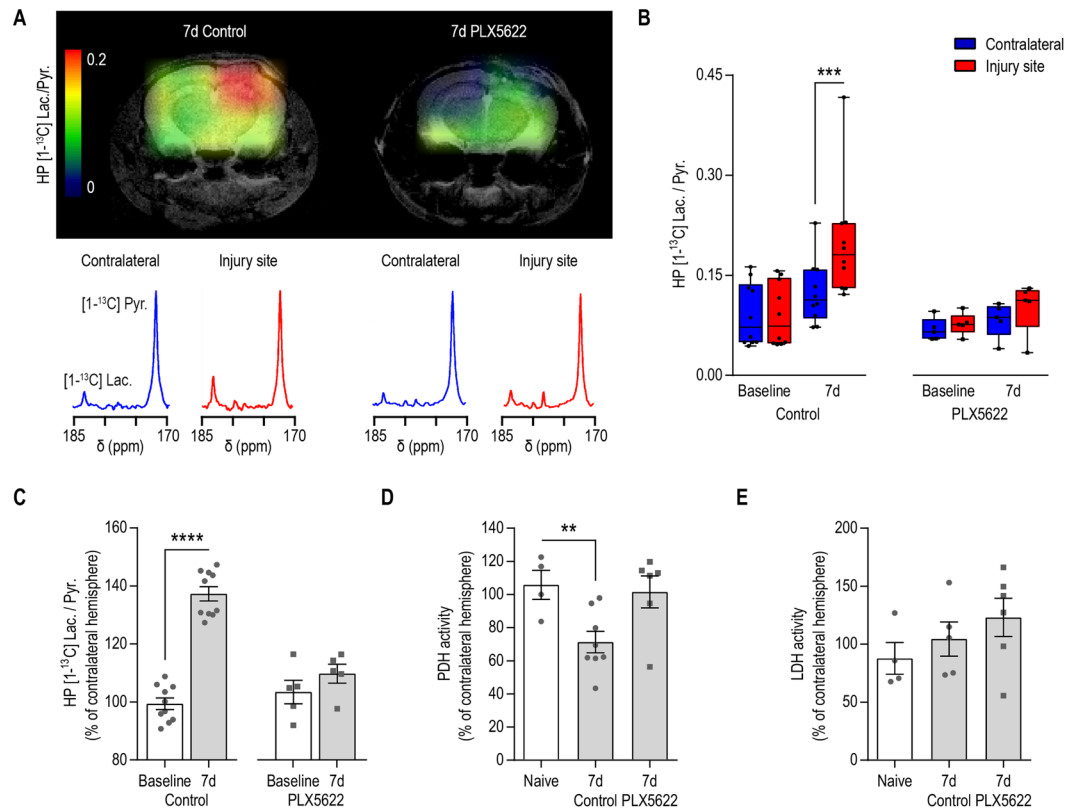 A
7d Control
7d PLX5622
HP [1-¹³C] Lac./Pyr.
0.2
0
Contralateral
Injury site
Contralateral
Injury site
[1-¹³C] Pyr.
[1-¹³C] Lac.
185 170 185 170 185 170 185 170
δ (ppm) δ (ppm) δ (ppm) δ (ppm)
B
Contralateral
Injury site
HP [1-¹³C] Lac. / Pyr.
0.45
0.30
0.15
0.00
***
Baseline 7d Baseline 7d
Control PLX5622
C
HP [1-¹³C] Lac. / Pyr.
(% of contralateral hemisphere)
160
140
120
100
80
****
Baseline 7d Baseline 7d
Control PLX5622
D
PDH activity
(% of contralateral hemisphere)
140
120
100
80
60
40
20
0
**
Naive 7d 7d
Control PLX5622
E
LDH activity
(% of contralateral hemisphere)
200
150
100
50
0
Naive 7d 7d
Control PLX5622